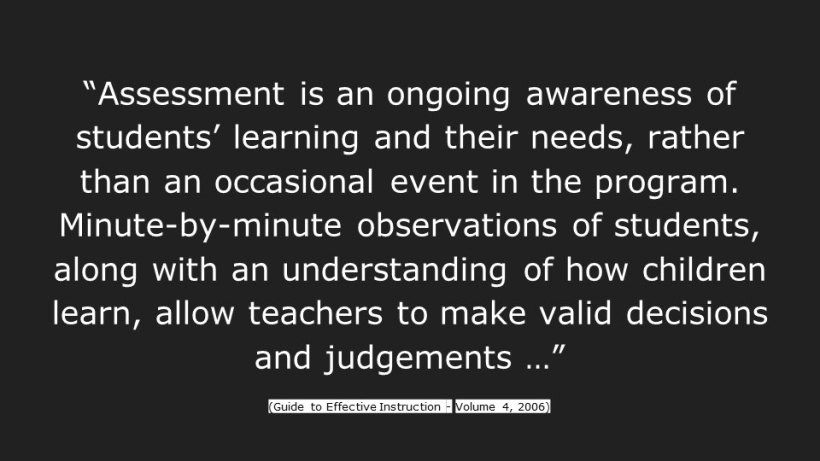 “Assessment is an ongoing awareness of
students’ learning and their needs, rather
than an occasional event in the program.
Minute-by-minute observations of students,
along with an understanding of how children
learn, allow teachers to make valid decisions
and judgements …”
(Guide to Effective Instruction - Volume 4, 2006)